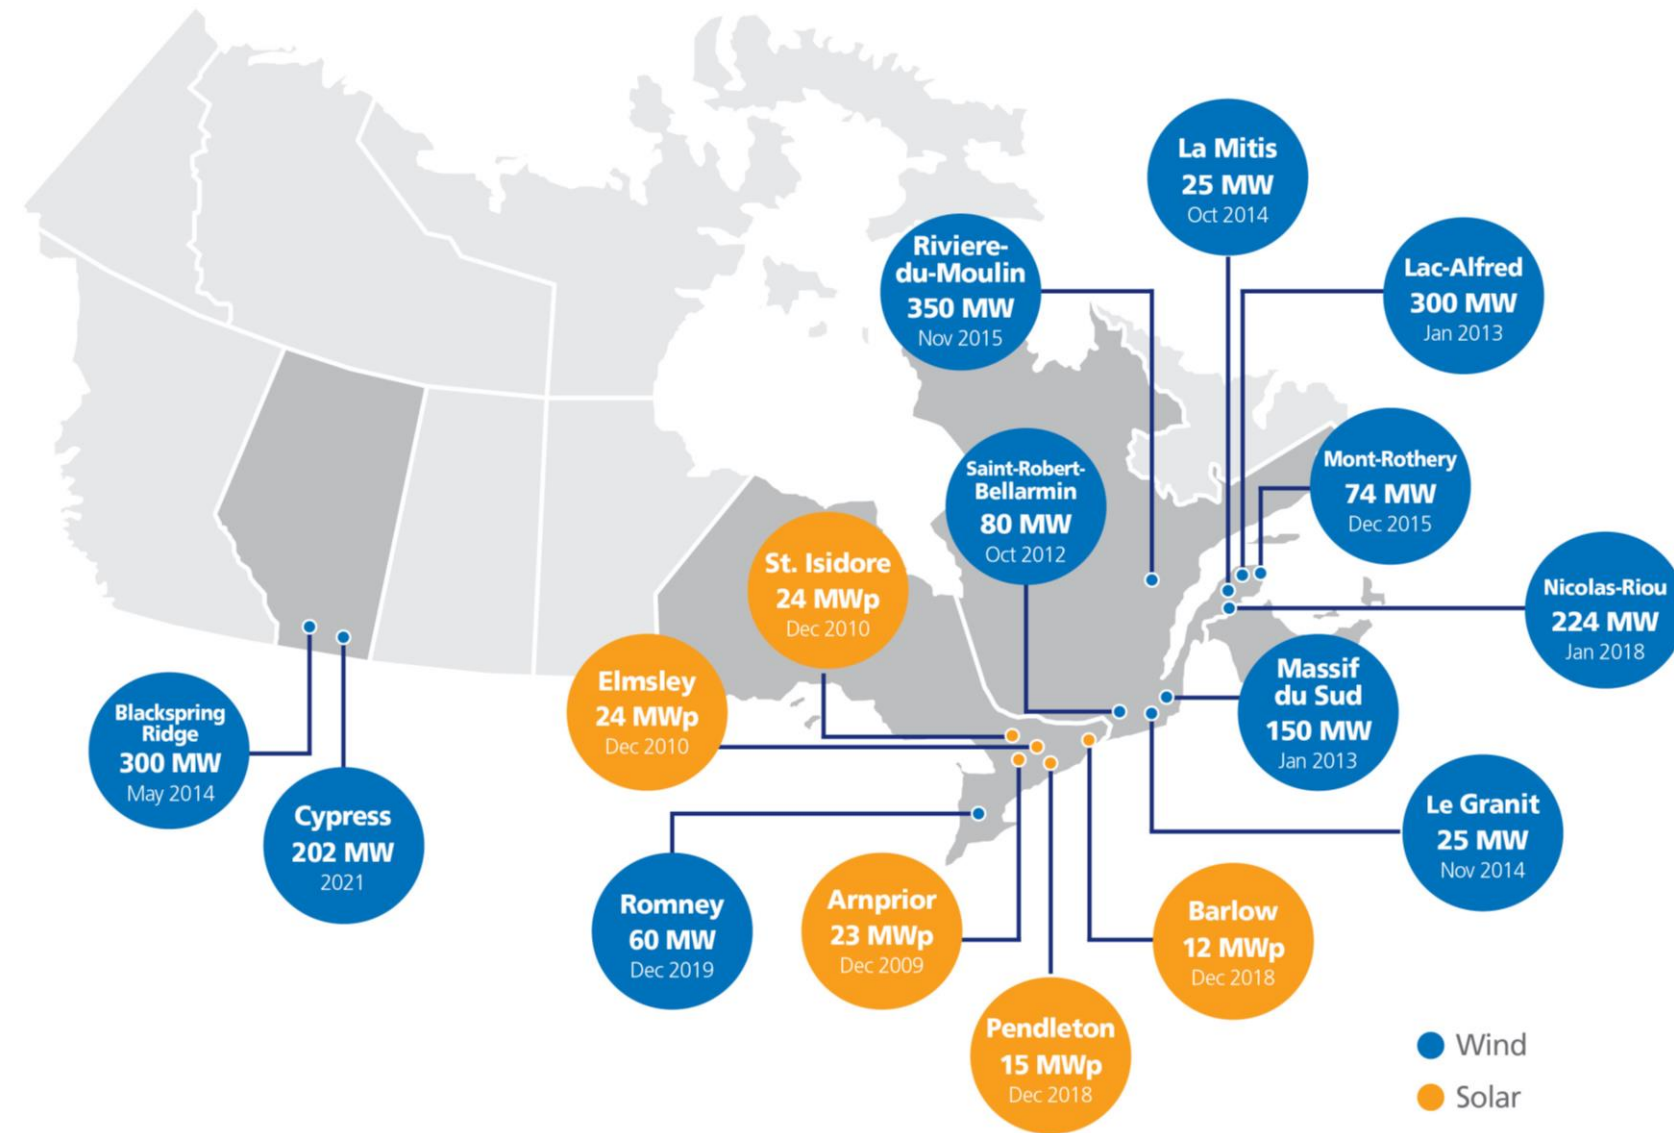 La Mitis
25 MW
Oct 2014
Riviere-
du-Moulin
350 MW
Nov 2015
Lac-Alfred
300 MW
Jan 2013
Saint-Robert-
Bellarmin
80 MW
Oct 2012
Mont-Rothery
74 MW
Dec 2015
St. Isidore
24 MWp
Dec 2010
Nicolas-Riou
224 MW
Jan 2018
Elmsley
24 MWp
Dec 2010
Massif
du Sud
150 MW
Jan 2013
Blackspring
Ridge
300 MW
May 2014
Cypress
202 MW
2021
Le Granit
25 MW
Nov 2014
Romney
60 MW
Dec 2019
Arnprior
23 MWp
Dec 2009
Barlow
12 MWp
Dec 2018
Pendleton
15 MWp
Dec 2018
Wind
Solar